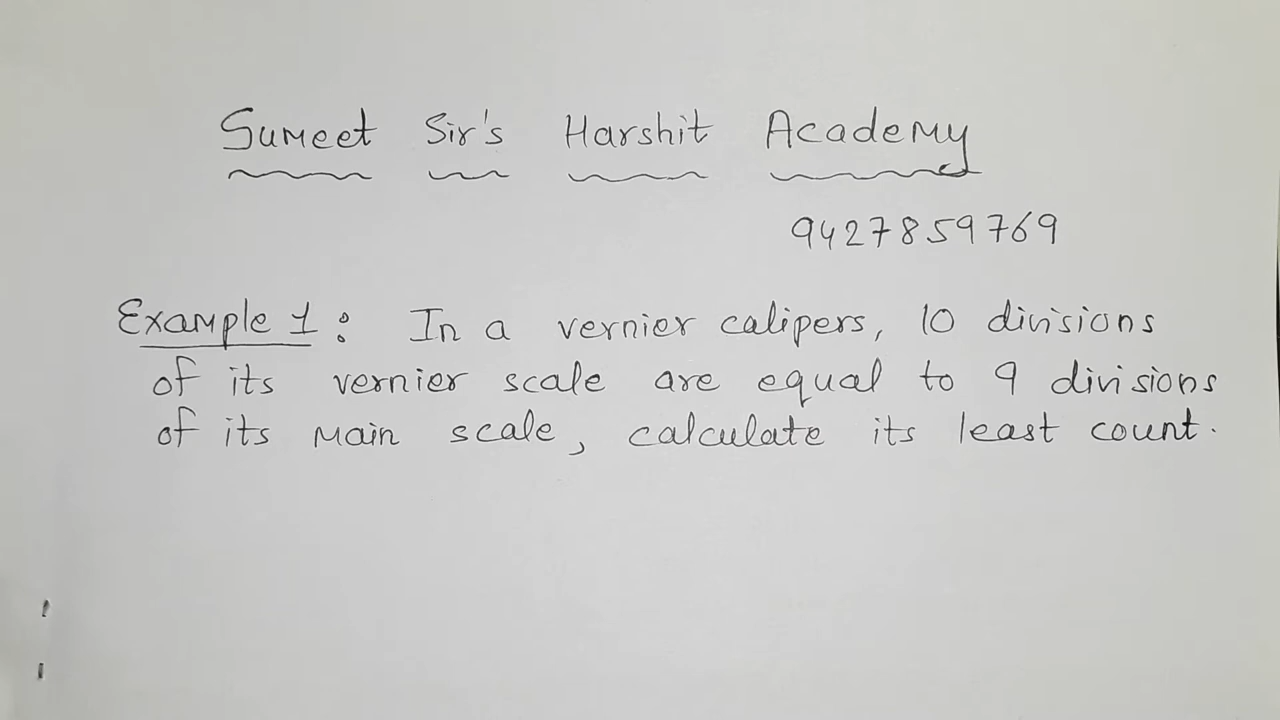 Sumeet Sir's Harshit Academy
9427859769
Example 1: In a vernier calipers, 10 divisions
of its vernier scale are equal to 9 divisions
of its main scale, calculate its least count.